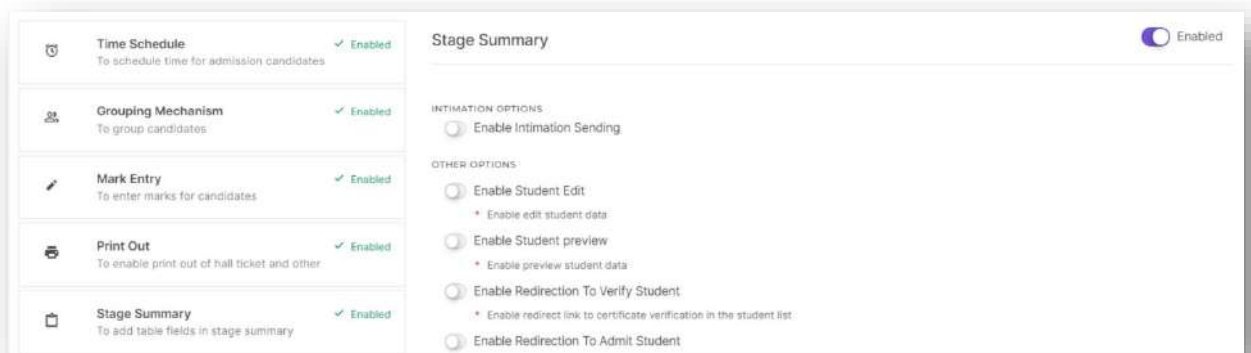 Time Schedule
Enabled
To schedule time for admission candidates
Grouping Mechanism
Enabled
To group candidates
Mark Entry
Enabled
To enter marks for candidates
Print Out
Enabled
To enable print out of hall ticket and other
Stage Summary
Enabled
To add table fields in stage summary
Stage Summary
Enabled
INTIMATION OPTIONS
Enable Intimation Sending
OTHER OPTIONS
Enable Student Edit
* Enable edit student data
Enable Student preview
* Enable preview student data
Enable Redirection To Verify Student
* Enable redirect link to certificate verification in the student list
Enable Redirection To Admit Student